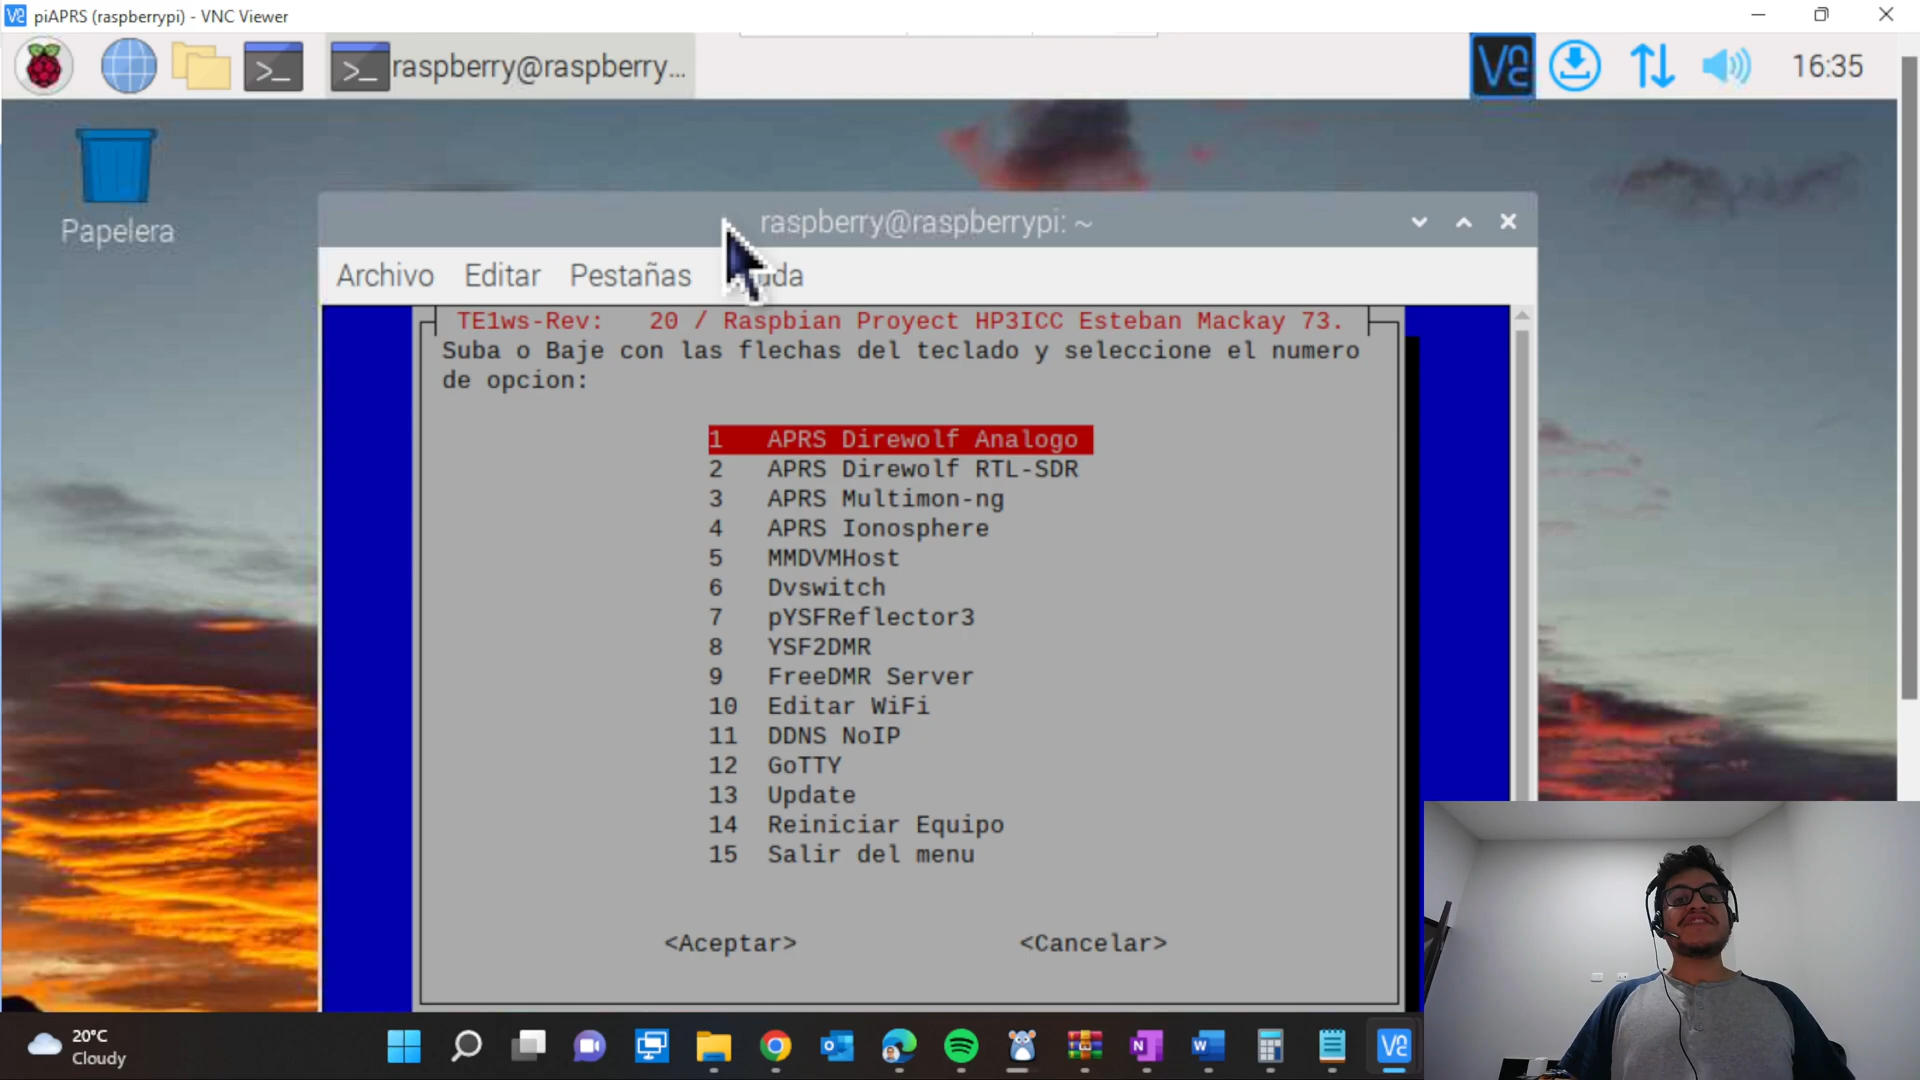 piAPRS (raspberrypi) - VNC Viewer
raspberry@raspberry...
16:35
Papelera
raspberry@raspberrypi: ~
Archivo Editar Pestañas
TE1ws-Rev: 20 / Raspbian Proyect HP3ICC Esteban Mackay 73.
Suba o Baje con las flechas del teclado y seleccione el numero
de opcion:
1 APRS Direwolf Analogo
2 APRS Direwolf RTL-SDR
3 APRS Multimon-ng
4 APRS Ionosphere
5 MMDVMHost
6 Dvswitch
7 pYSFReflector3
8 YSF2DMR
9 FreeDMR Server
10 Editar WiFi
11 DDNS NoIP
12 GoTTY
13 Update
14 Reiniciar Equipo
15 Salir del menu
<Aceptar> <Cancelar>
20°C
Cloudy